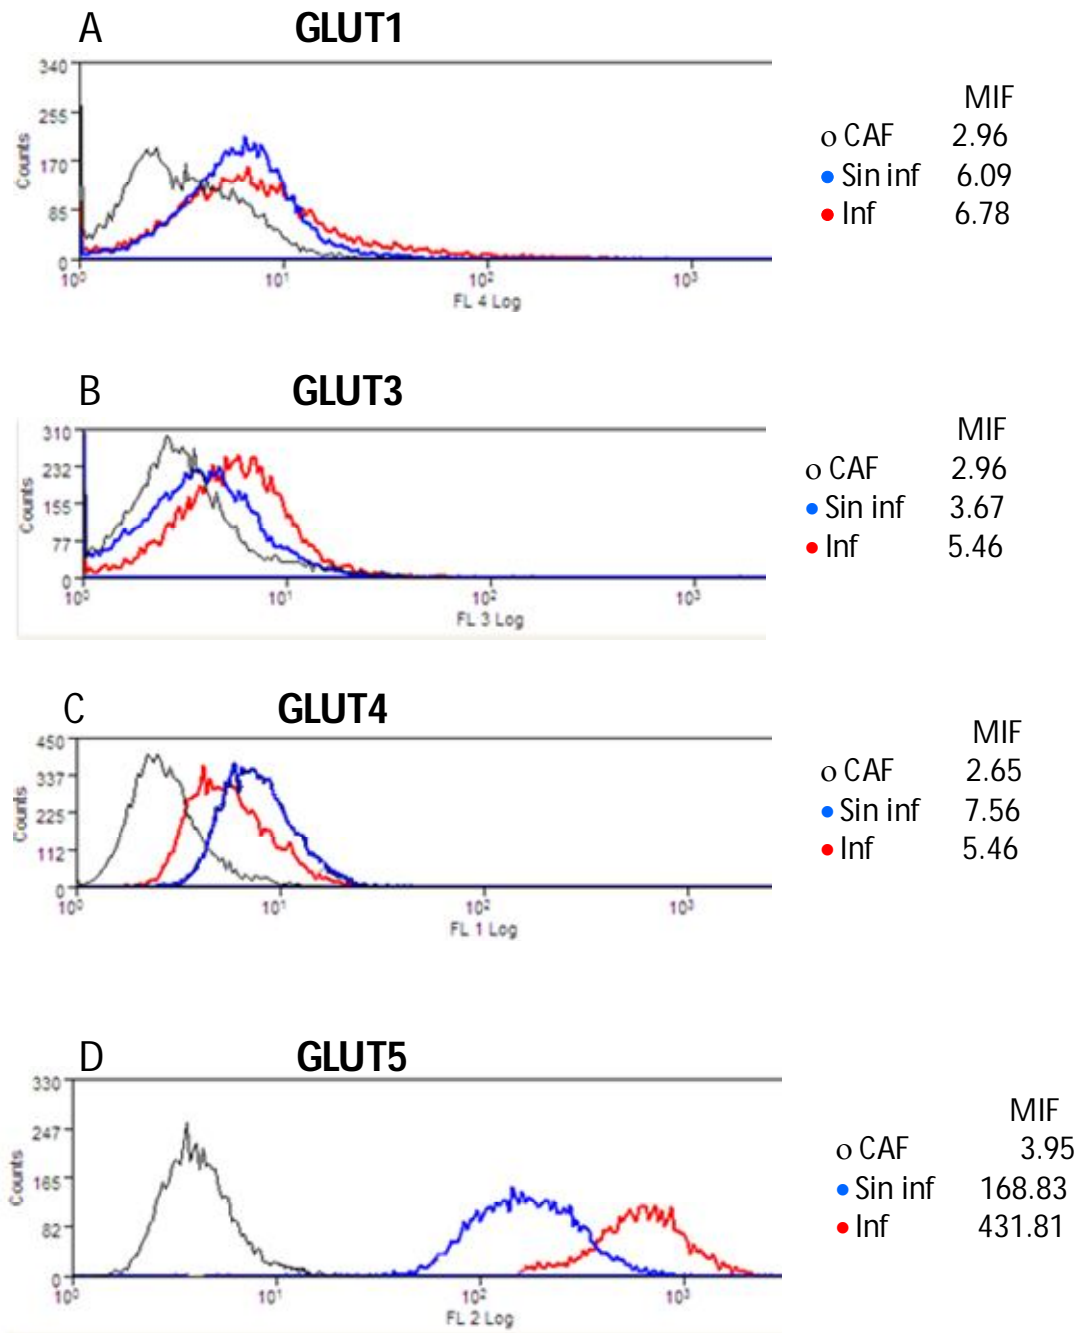 A GLUT1
340
255
170
85
0
Counts
10⁰ 10¹ 10² 10³
FL 4 Log
MIF
o CAF 2.96
• Sin inf 6.09
• Inf 6.78
B GLUT3
310
232
155
77
0
Counts
10⁰ 10¹ 10² 10³
FL 3 Log
MIF
o CAF 2.96
• Sin inf 3.67
• Inf 5.46
C GLUT4
450
337
225
112
0
Counts
10⁰ 10¹ 10² 10³
FL 1 Log
MIF
o CAF 2.65
• Sin inf 7.56
• Inf 5.46
D GLUT5
330
247
165
82
0
Counts
10⁰ 10¹ 10² 10³
FL 2 Log
MIF
o CAF 3.95
• Sin inf 168.83
• Inf 431.81